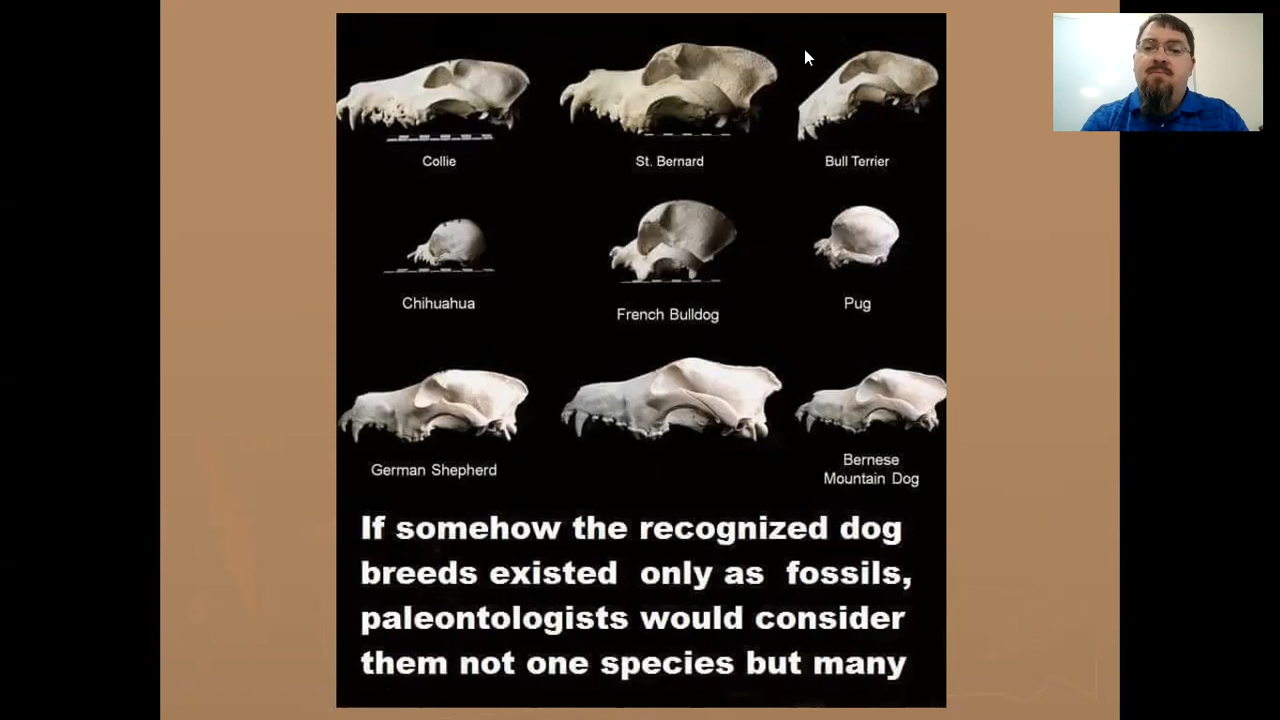 Collie
St. Bernard
Bull Terrier
Chihuahua
French Bulldog
Pug
German Shepherd
Bernese
Mountain Dog
If somehow the recognized dog
breeds existed only as fossils,
paleontologists would consider
them not one species but many